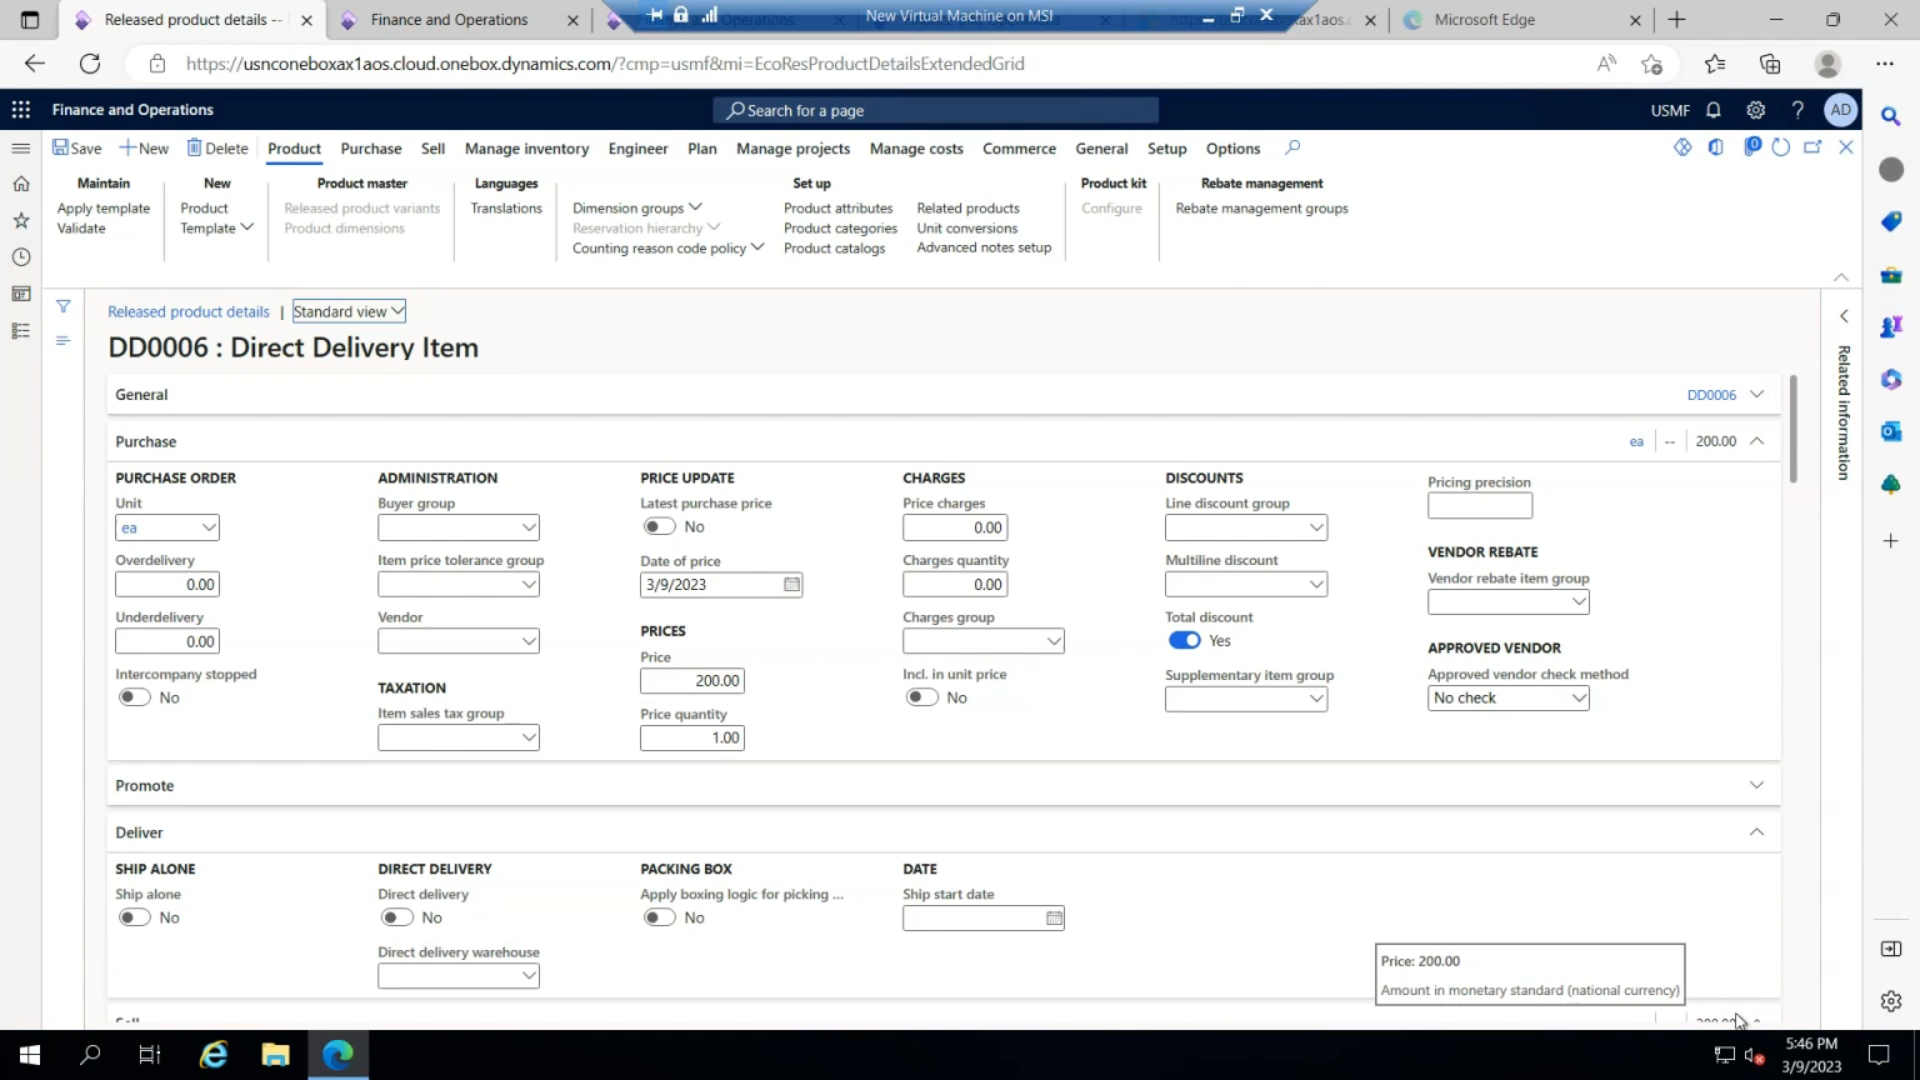 Released product details --
Finance and Operations
New Virtual Machine on MSI
Microsoft Edge
https://usnconeboxax1aos.cloud.onebox.dynamics.com/?cmp=usmf&mi=EcoResProductDetailsExtendedGrid
Finance and Operations
Search for a page
USMF
AD
Save
New
Delete
Product
Purchase
Sell
Manage inventory
Engineer
Plan
Manage projects
Manage costs
Commerce
General
Setup
Options
0
Maintain
Apply template
Validate
New
Product
Template
Product master
Released product variants
Product dimensions
Languages
Translations
Set up
Dimension groups
Reservation hierarchy
Counting reason code policy
Product attributes
Product categories
Product catalogs
Related products
Unit conversions
Advanced notes setup
Product kit
Configure
Rebate management
Rebate management groups
Released product details | Standard view
DD0006 : Direct Delivery Item
Related information
General
DD0006
Purchase
ea
--
200.00
PURCHASE ORDER
Unit
ea
Overdelivery
0.00
Underdelivery
0.00
Intercompany stopped
No
ADMINISTRATION
Buyer group
Item price tolerance group
Vendor
TAXATION
Item sales tax group
PRICE UPDATE
Latest purchase price
No
Date of price
3/9/2023
PRICES
Price
200.00
Price quantity
1.00
CHARGES
Price charges
0.00
Charges quantity
0.00
Charges group
Incl. in unit price
No
DISCOUNTS
Line discount group
Multiline discount
Total discount
Yes
Supplementary item group
Pricing precision
VENDOR REBATE
Vendor rebate item group
APPROVED VENDOR
Approved vendor check method
No check
Promote
Deliver
SHIP ALONE
Ship alone
No
DIRECT DELIVERY
Direct delivery
No
Direct delivery warehouse
PACKING BOX
Apply boxing logic for picking ...
No
DATE
Ship start date
Price: 200.00
Amount in monetary standard (national currency)
5:46 PM
3/9/2023